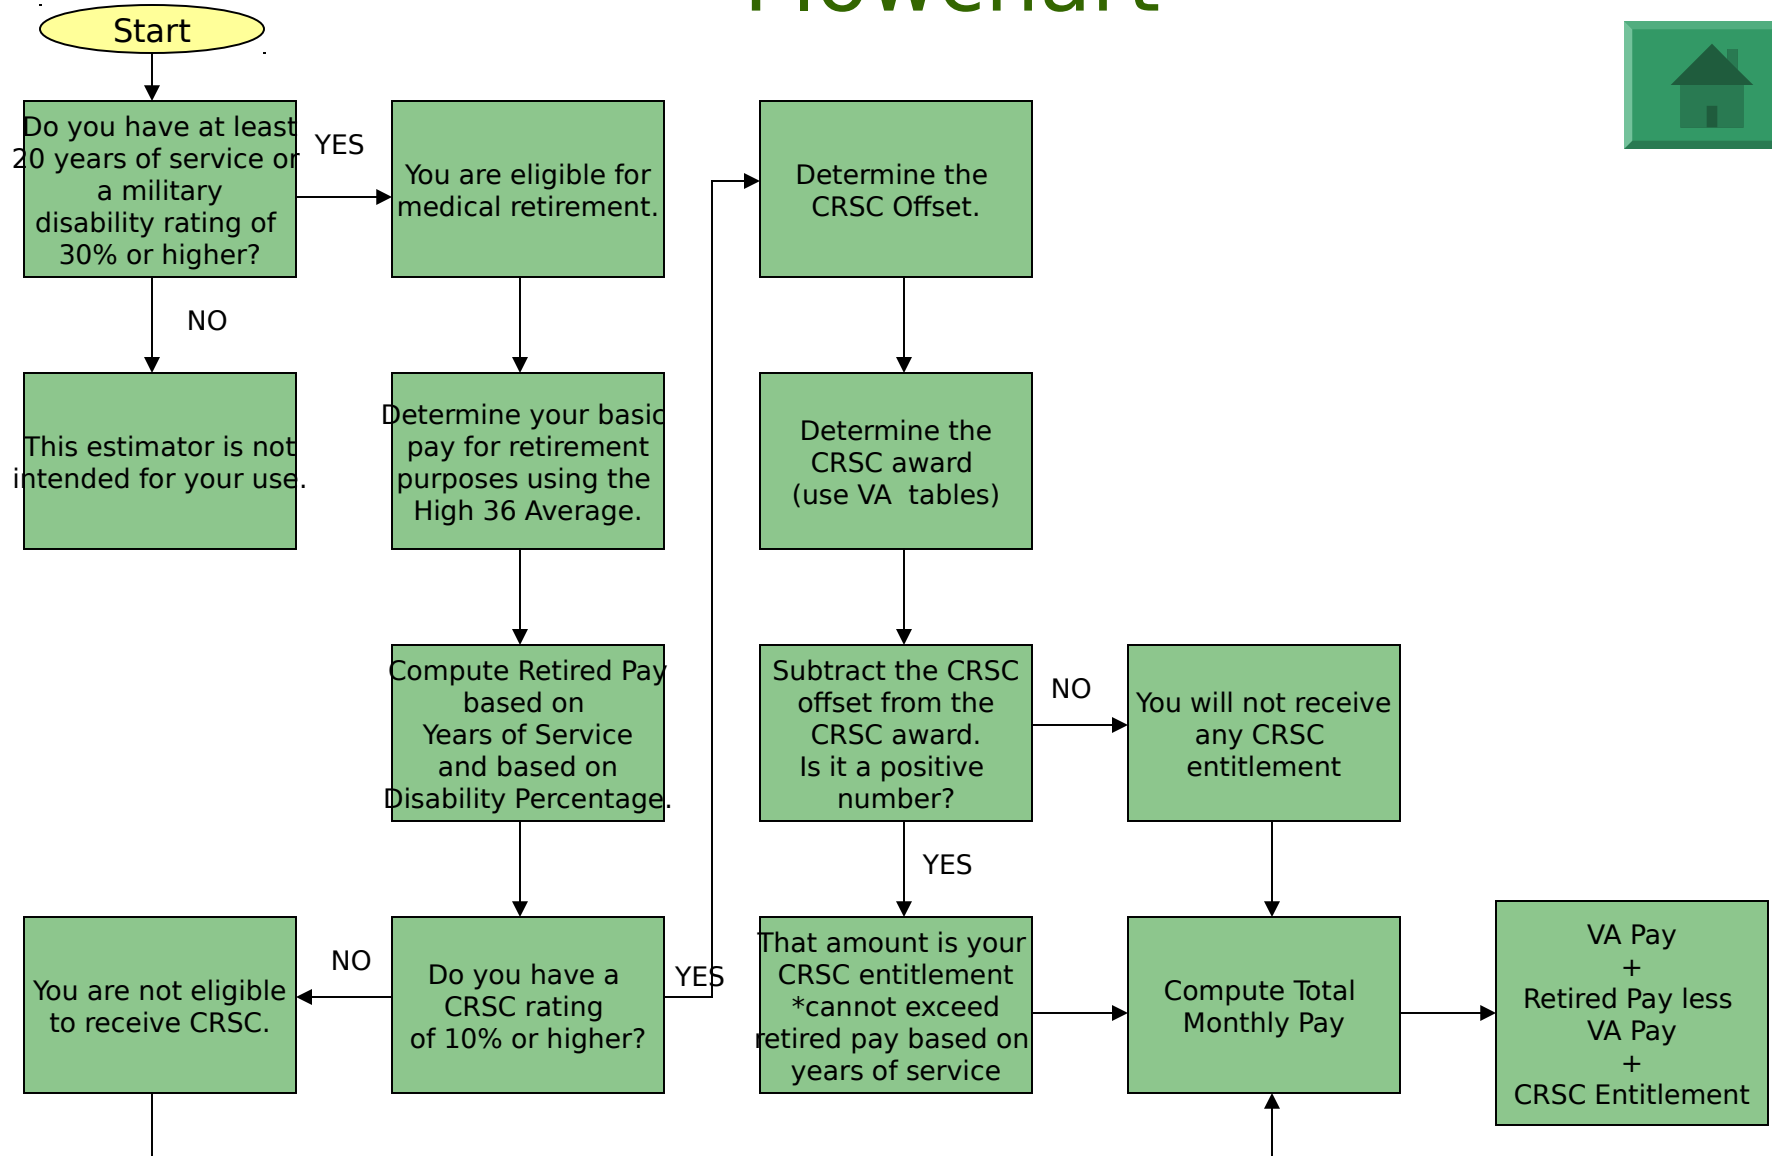 Flowchart
Start
Do you have at least
20 years of service or
a military
disability rating of
30% or higher?
YES
You are eligible for
medical retirement.
Determine the
CRSC Offset.
NO
This estimator is not
intended for your use.
Determine your basic
pay for retirement
purposes using the
High 36 Average.
Determine the
CRSC award
(use VA  tables)
Compute Retired Pay
based on
Years of Service
and based on
Disability Percentage.
Subtract the CRSC
offset from the
CRSC award.
Is it a positive
number?
NO
You will not receive
any CRSC
entitlement
YES
You are not eligible
to receive CRSC.
NO
Do you have a
CRSC rating
of 10% or higher?
YES
That amount is your
CRSC entitlement
*cannot exceed
retired pay based on
years of service
Compute Total
Monthly Pay
VA Pay
+
Retired Pay less
VA Pay
+
CRSC Entitlement